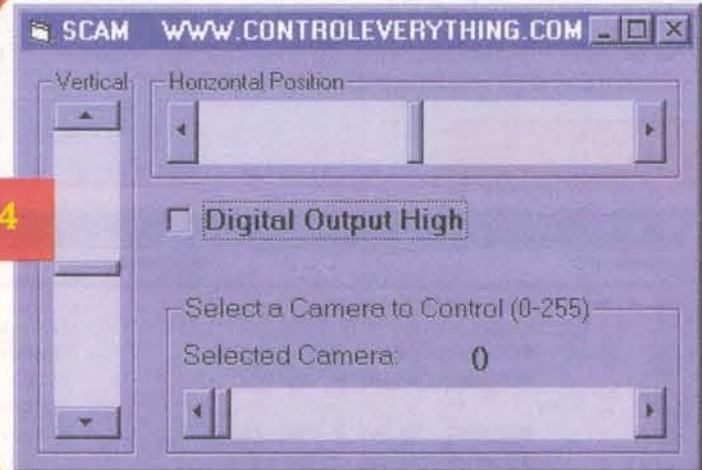 SCAM WWW.CONTROLEVERYTHING.COM
Vertical
Horizontal Position
4
Digital Output High
Select a Camera to Control (0-255)
Selected Camera: 0